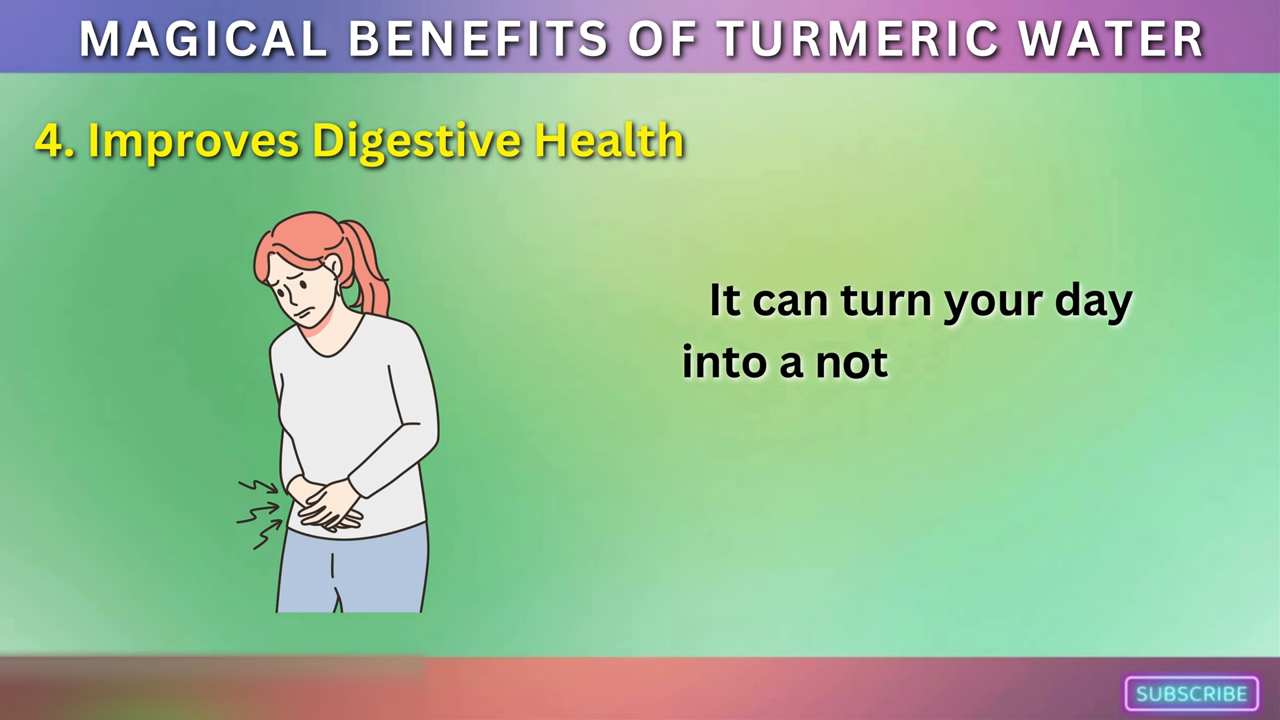 MAGICAL BENEFITS OF TURMERIC WATER
4. Improves Digestive Health
It can turn your day
into a not
SUBSCRIBE